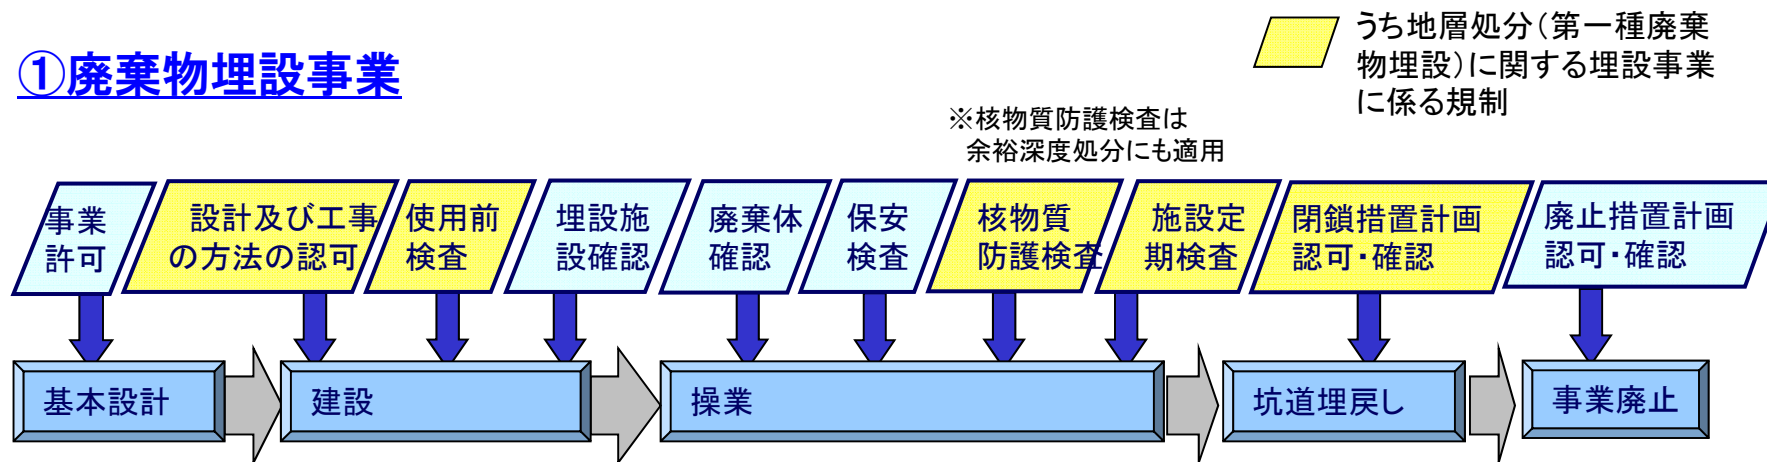 ①廃棄物埋設事業
うち地層処分(第一種廃棄
物埋設)に関する埋設事業
に係る規制
※核物質防護検査は
余裕深度処分にも適用
事業
許可
設計及び工事
の方法の認可
使用前
検査
埋設施
設確認
廃棄体
確認
保安
検査
核物質
防護検査
施設定
期検査
閉鎖措置計画
認可・確認
廃止措置計画
認可・確認
基本設計
建設
操業
坑道埋戻し
事業廃止